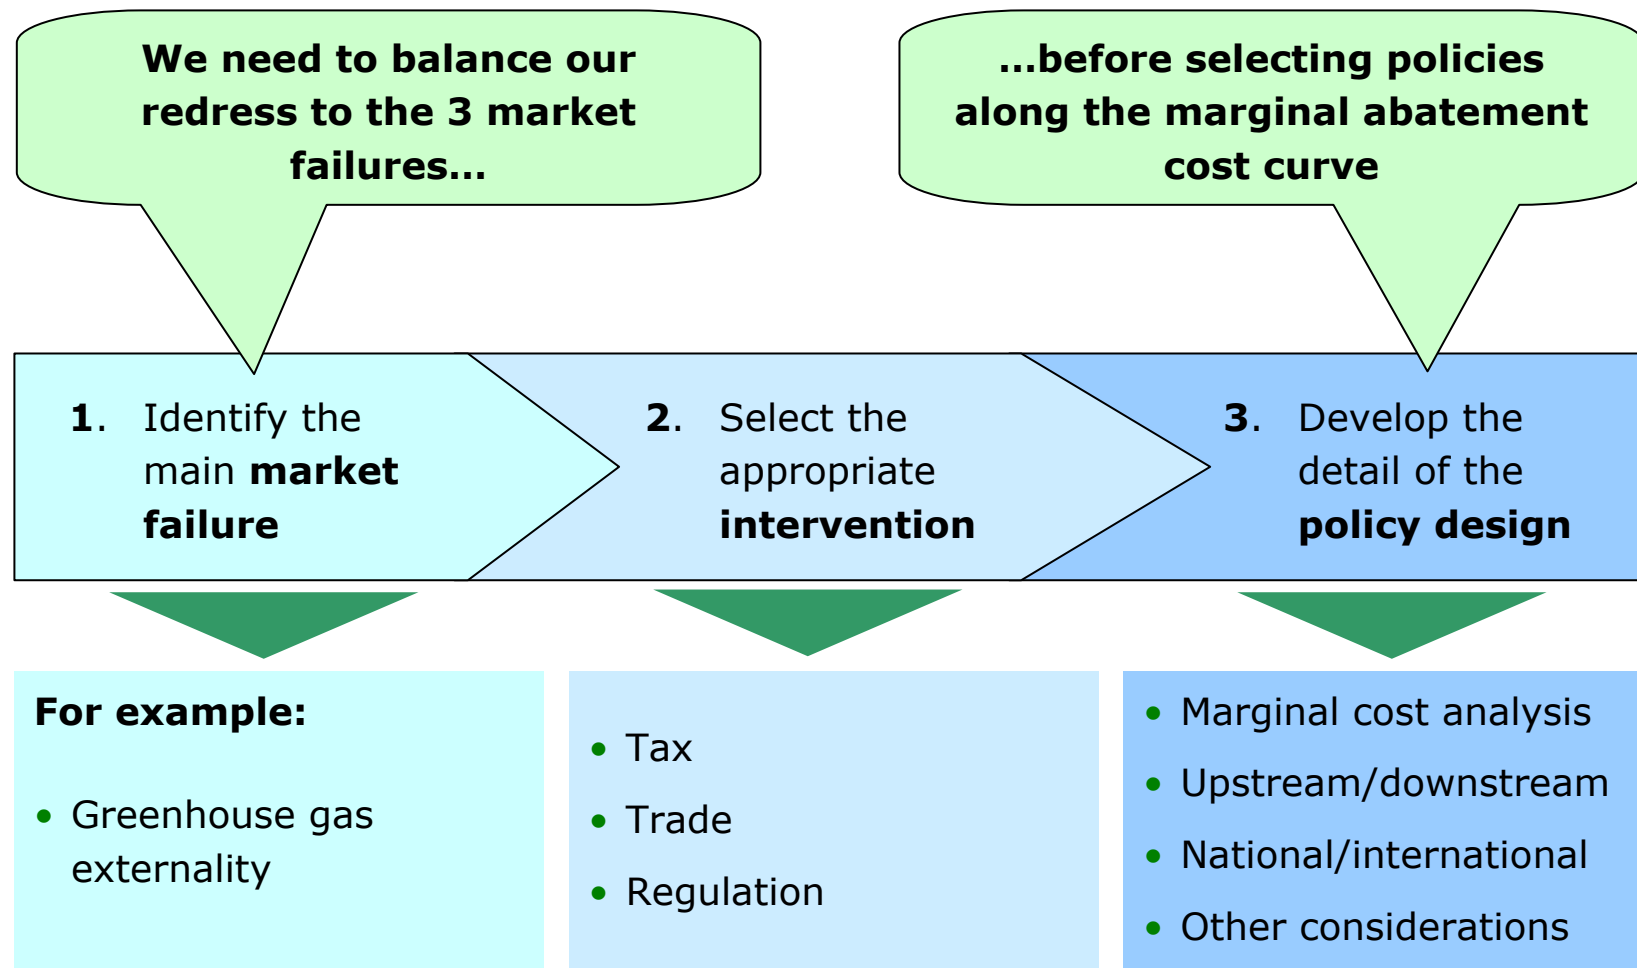 We need to balance our
redress to the 3 market
failures…
…before selecting policies
along the marginal abatement
cost curve
1. Identify the
main market
failure
2. Select the
appropriate
intervention
3. Develop the
detail of the
policy design
For example:
• Greenhouse gas
externality
• Tax
• Trade
• Regulation
• Marginal cost analysis
• Upstream/downstream
• National/international
• Other considerations